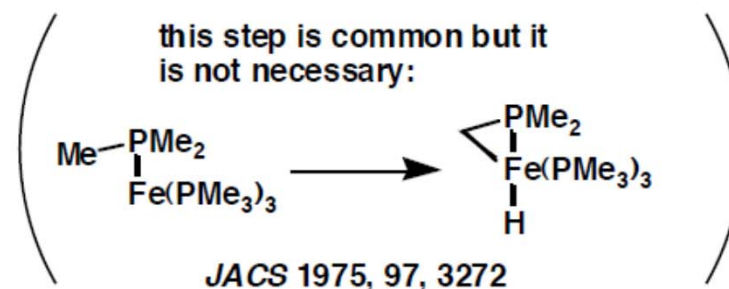 this step is common but it
is not necessary:
Me PMe2 PMe2
Fe(PMe3)3 Fe(PMe3)3
H
JACS 1975, 97, 3272